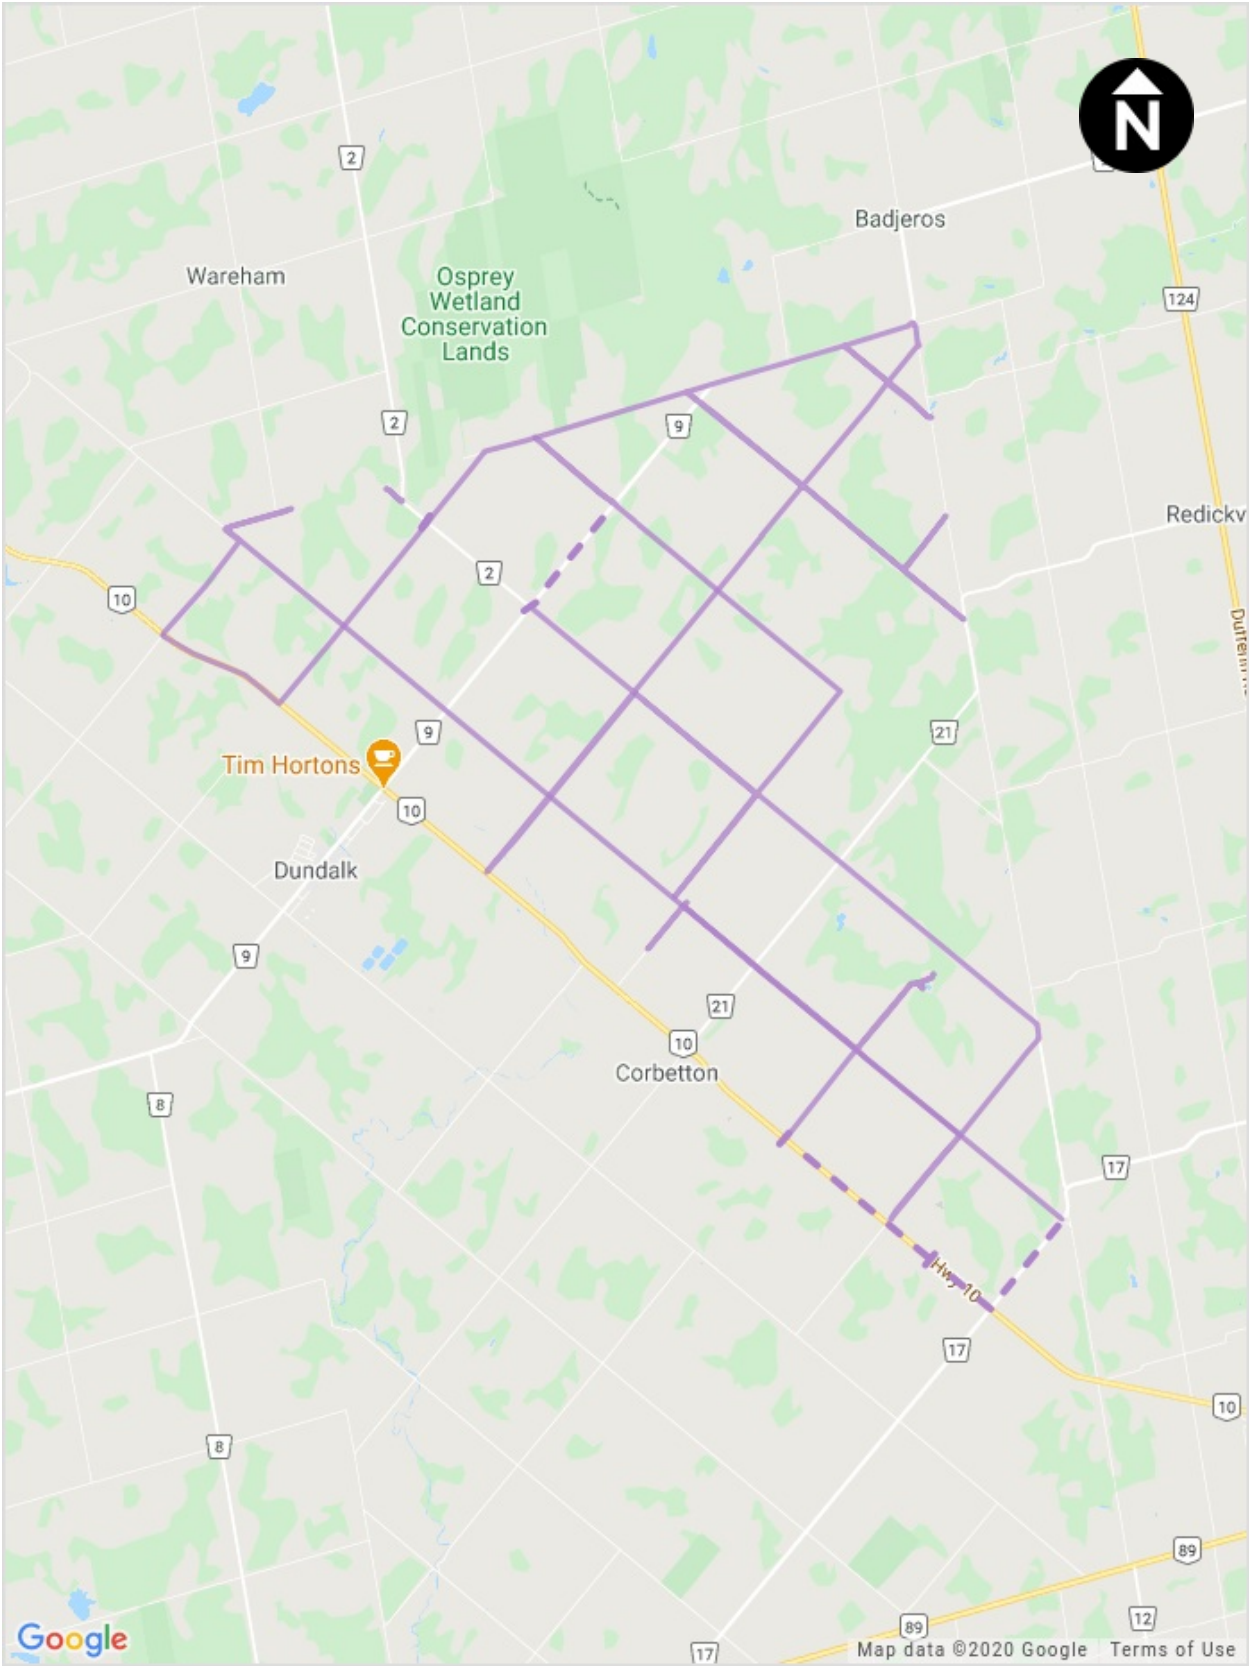 N
2
Badjeros
Wareham
Osprey
Wetland
Conservation
Lands
124
2
9
Redickv
2
10
9
21
Tim Hortons
10
Dundalk
9
21
10
Corbetton
8
17
Hwy 10
17
10
8
89
12
89
17
Google
Map data ©2020 Google
Terms of Use